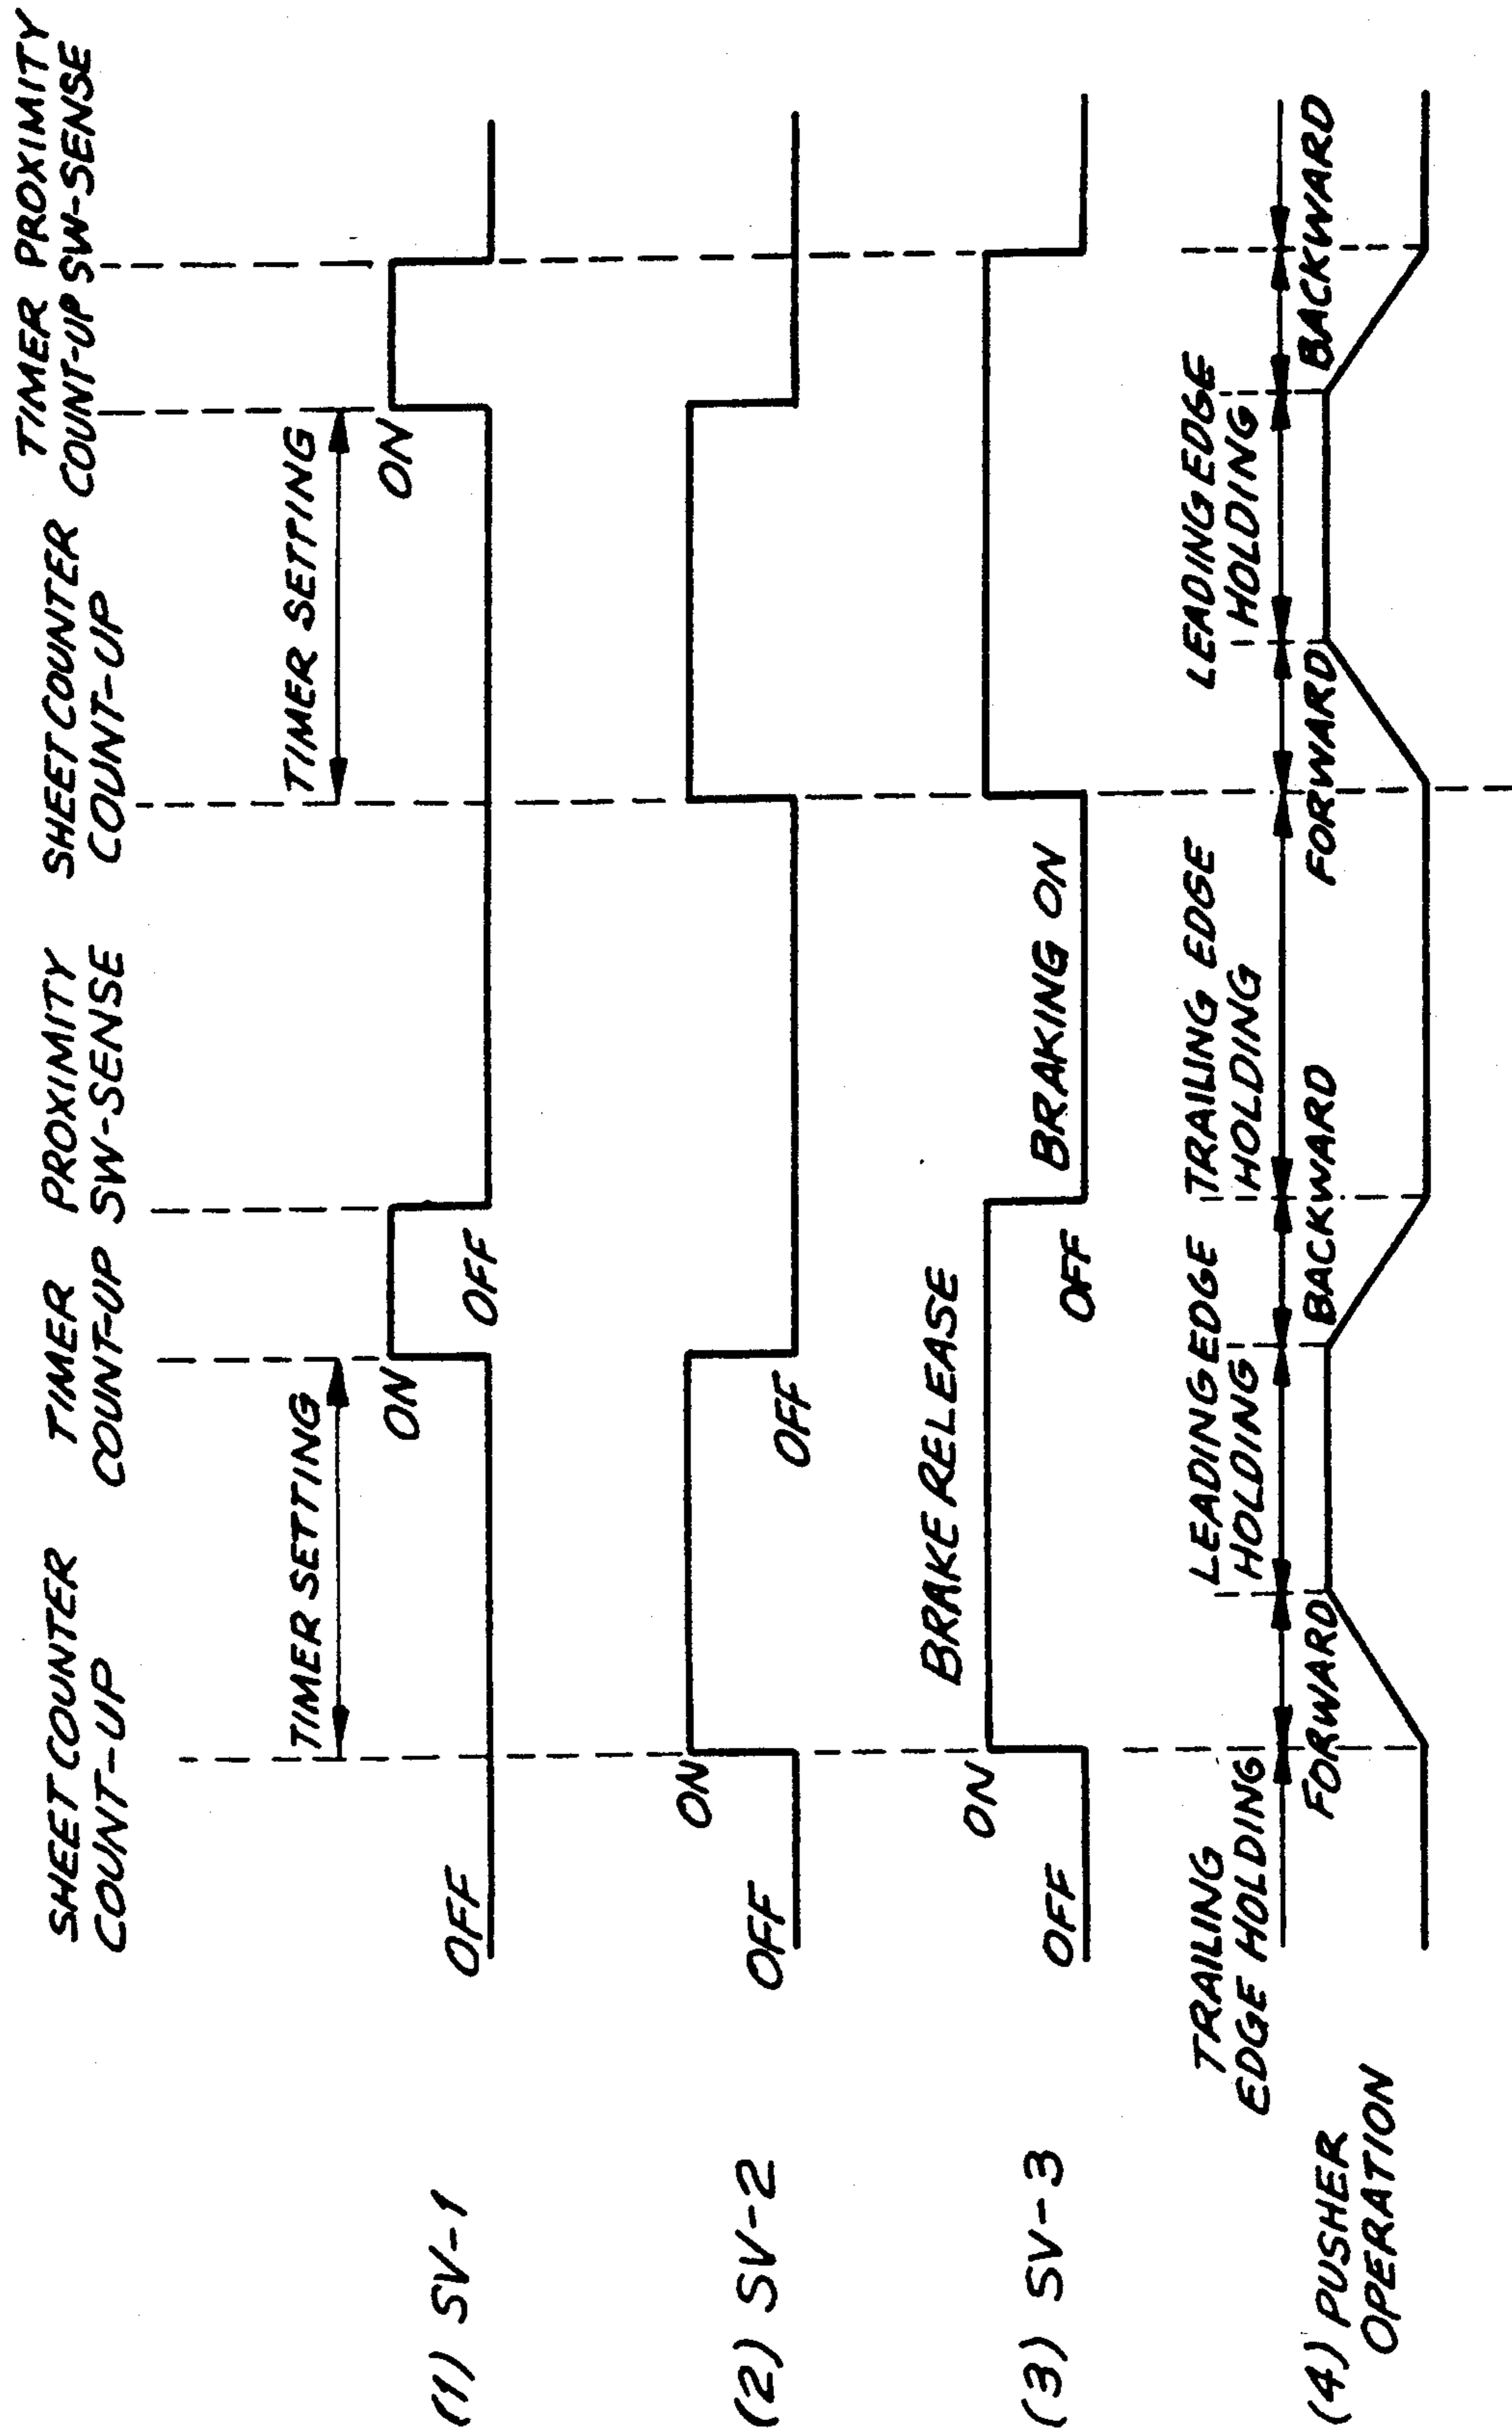 SHEET COUNTER
COUNT-UP
TIMER
COUNT-UP
PROXIMITY
SW-SENSE
SHEET COUNTER
COUNT-UP
TIMER
COUNT-UP
PROXIMITY
SW-SENSE
TIMER SETTING
TIMER SETTING
(1) SV-1
OFF
ON
OFF
ON
(2) SV-2
OFF
ON
OFF
(3) SV-3
OFF
ON
BRAKE RELEASE
OFF
BRAKING ON
TRAILING
EDGE HOLDING
LEADING EDGE
HOLDING
TRAILING EDGE
HOLDING
LEADING EDGE
HOLDING
(4) PUSHER
OPERATION
FORWARD
BACKWARD
FORWARD
BACKWARD